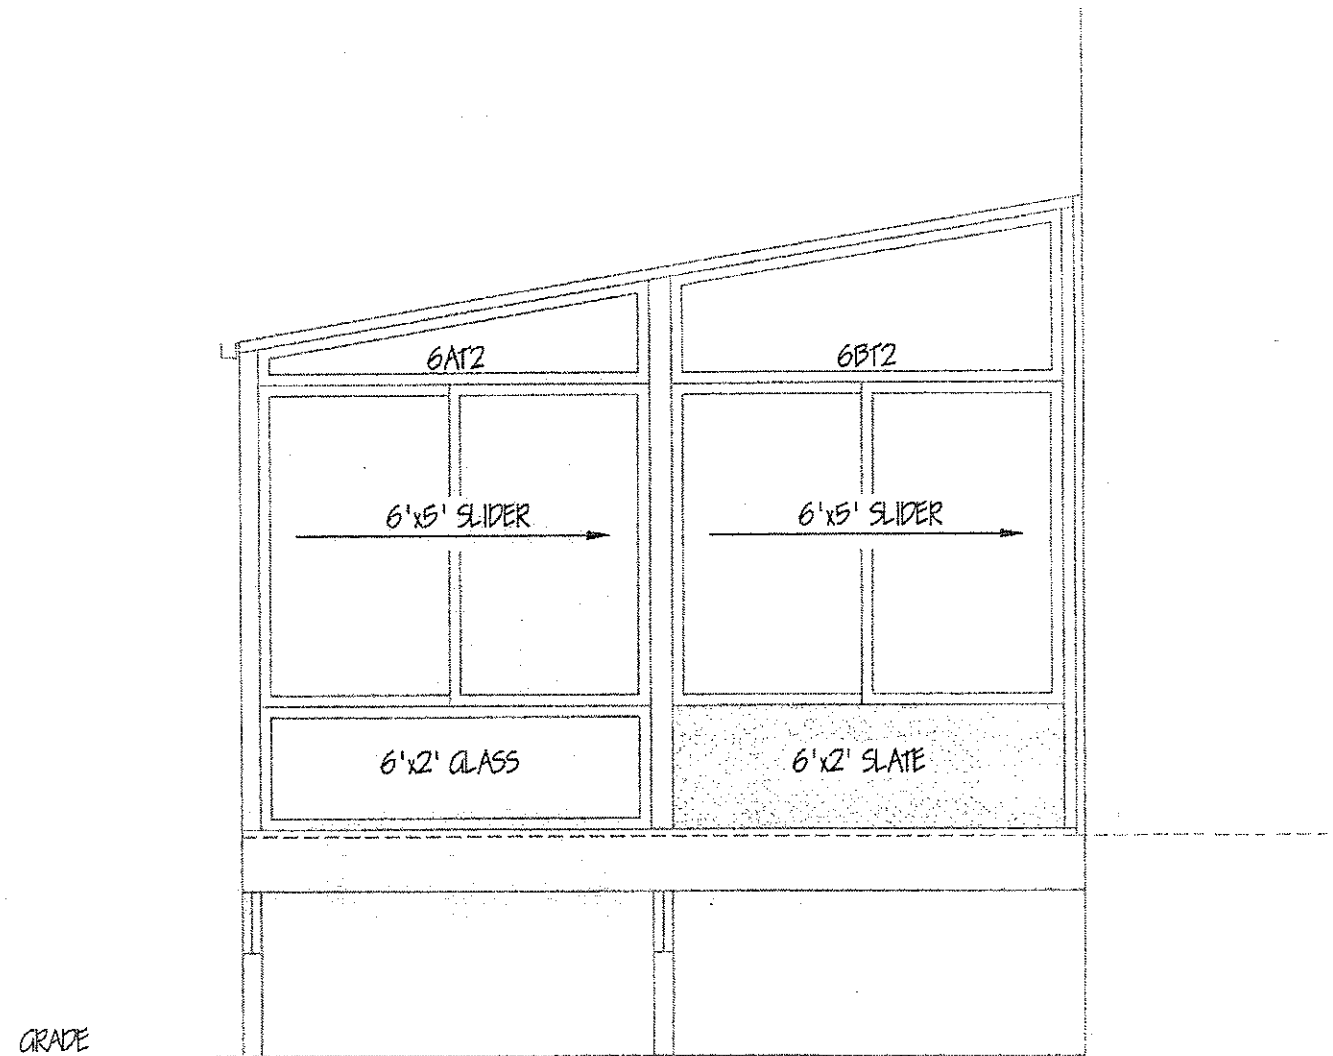 6AT2
6BT2
6'x5' SLIDER
6'x5' SLIDER
6'x2' GLASS
6'x2' SLATE
GRADE